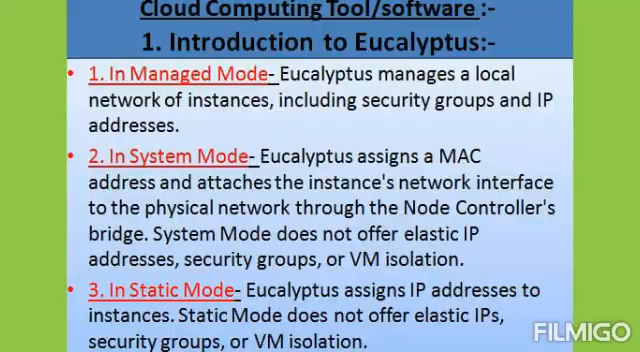 Cloud Computing Tool/software :-
1. Introduction to Eucalyptus:-
• 1. In Managed Mode- Eucalyptus manages a local
network of instances, including security groups and IP
addresses.
• 2. In System Mode- Eucalyptus assigns a MAC
address and attaches the instance's network interface
to the physical network through the Node Controller's
bridge. System Mode does not offer elastic IP
addresses, security groups, or VM isolation.
• 3. In Static Mode- Eucalyptus assigns IP addresses to
instances. Static Mode does not offer elastic IPs,
security groups, or VM isolation.
FILMIGO